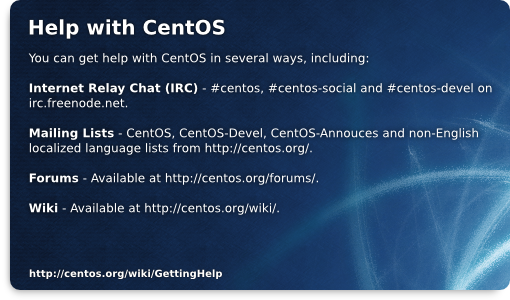 Help with CentOS
You can get help with CentOS in several ways, including:
Internet Relay Chat (IRC) - #centos, #centos-social and #centos-devel on
irc.freenode.net.
Mailing Lists - CentOS, CentOS-Devel, CentOS-Annouces and non-English
localized language lists from http://centos.org/.
Forums - Available at http://centos.org/forums/.
Wiki - Available at http://centos.org/wiki/.
http://centos.org/wiki/GettingHelp